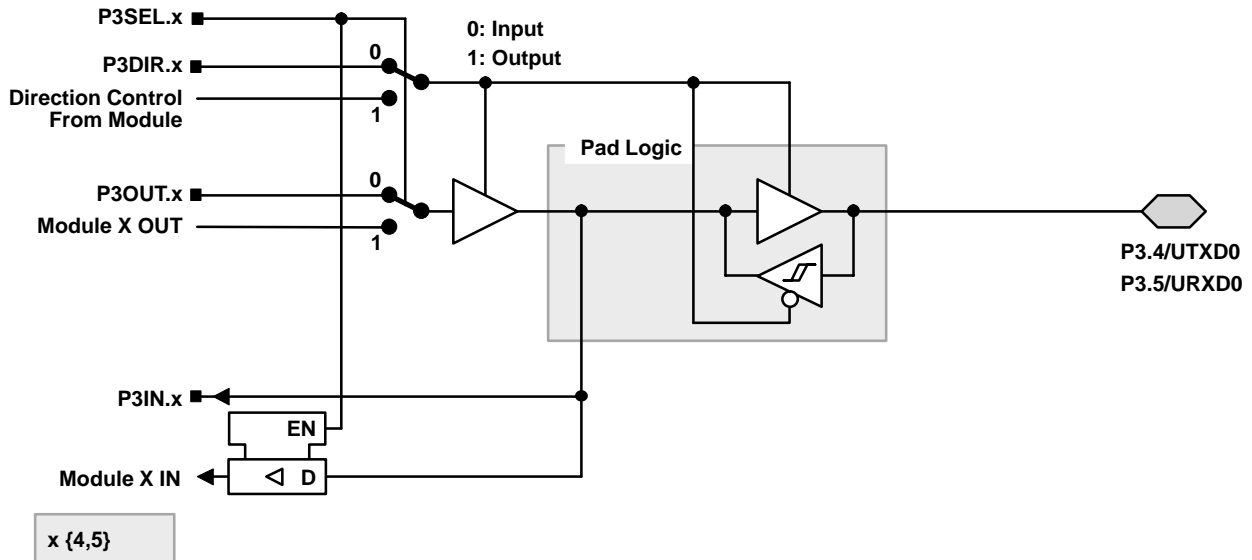 P3SEL.x
0: Input
1: Output
0
P3DIR.x
Direction Control
From Module
1
Pad Logic
0
P3OUT.x
Module X OUT
1
P3.4/UTXD0
P3.5/URXD0
P3IN.x
EN
Module X IN
D
x {4,5}